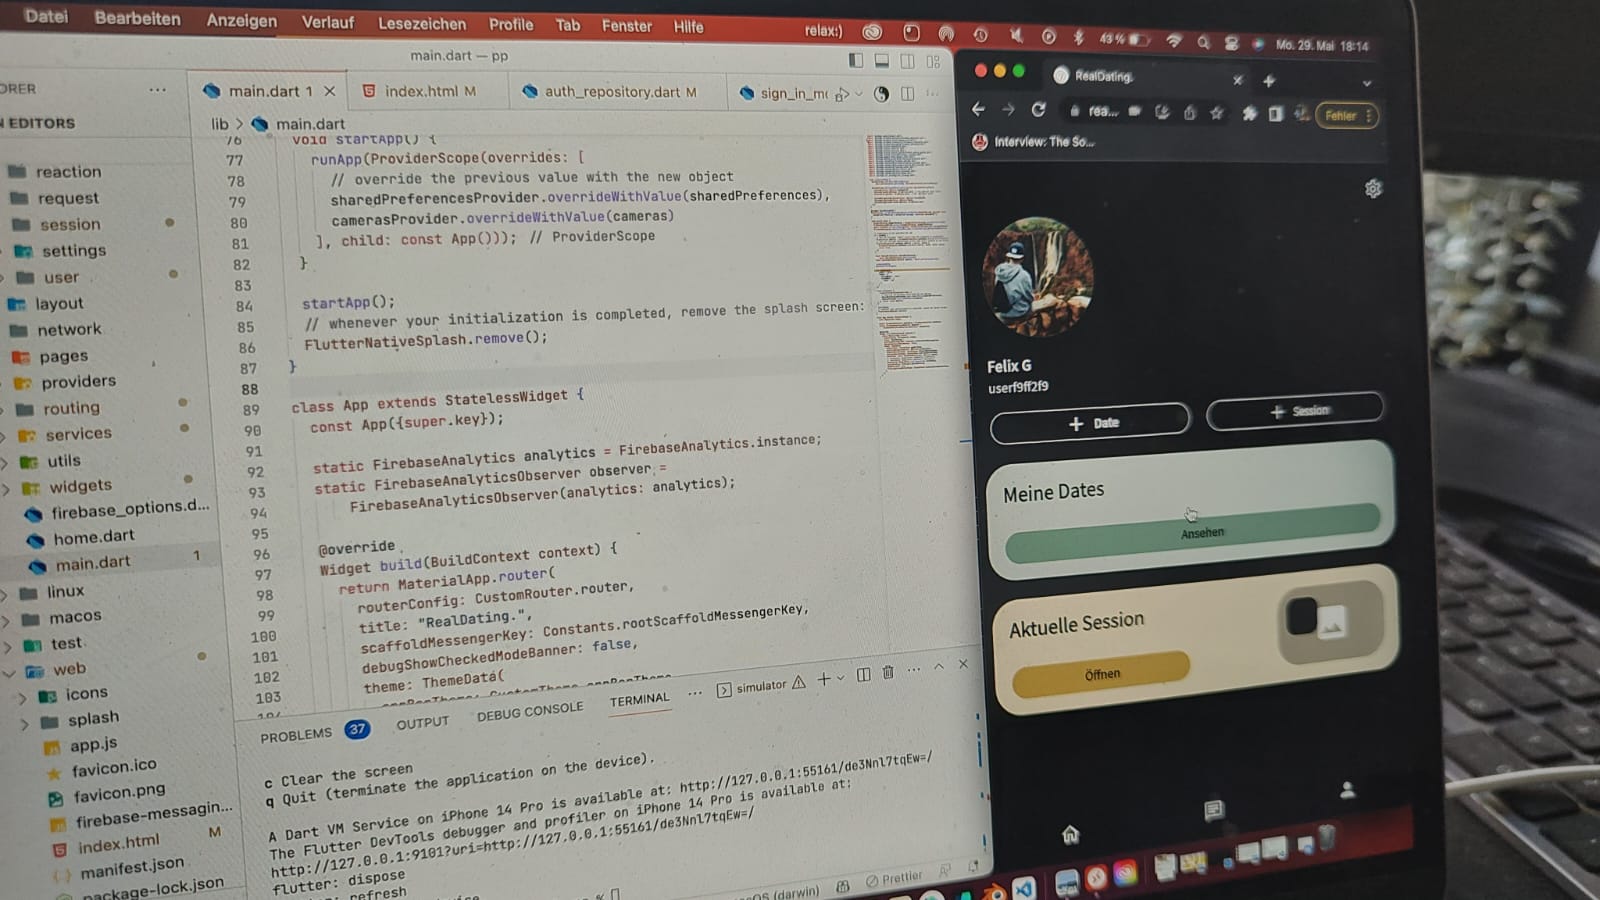 Datei Bearbeiten Anzeigen Verlauf Lesezeichen Profile Tab Fenster Hilfe
relax:) 43 % Mo. 29. Mai 18:14
main.dart — pp
main.dart 1 index.html M auth_repository.dart M
lib > main.dart
ORER
EDITORS
reaction
request
session
settings
user
layout
network
pages
providers
routing
services
utils
widgets
firebase_options.d...
home.dart
main.dart 1
linux
macos
test
web
icons
splash
app.js
favicon.ico
favicon.png
firebase-messagin...
index.html M
manifest.json
package-lock.json
76 void startApp() {
77 runApp(ProviderScope(overrides: [
78 // override the previous value with the new object
79 sharedPreferencesProvider.overrideWithValue(sharedPreferences),
80 camerasProvider.overrideWithValue(cameras)
81 ], child: const App())); // ProviderScope
82 }
83
84 startApp();
85 // whenever your initialization is completed, remove the splash screen:
86 FlutterNativeSplash.remove();
87 }
88
89 class App extends StatelessWidget {
90 const App({super.key});
91
92 static FirebaseAnalytics analytics = FirebaseAnalytics.instance;
93 static FirebaseAnalyticsObserver observer =
94 FirebaseAnalyticsObserver(analytics: analytics);
95
96 @override
97 Widget build(BuildContext context) {
98 return MaterialApp.router(
99 routerConfig: CustomRouter.router,
100 title: "RealDating.",
101 scaffoldMessengerKey: Constants.rootScaffoldMessengerKey,
102 debugShowCheckedModeBanner: false,
103 theme: ThemeData(
PROBLEMS 37 OUTPUT DEBUG CONSOLE TERMINAL simulator
c Clear the screen
q Quit (terminate the application on the device).
A Dart VM Service on iPhone 14 Pro is available at: http://127.0.0.1:55161/de3Nnl7tqEw=/
The Flutter DevTools debugger and profiler on iPhone 14 Pro is available at:
http://127.0.0.1:9101?uri=http://127.0.0.1:55161/de3Nnl7tqEw=/
flutter: dispose
refresh
(darwin) Prettier
RealDating.
rea... Fehler
Interview: The So...
Felix G
userf9ff2f9
+ Date
+ Session
Meine Dates
Ansehen
Aktuelle Session
Öffnen